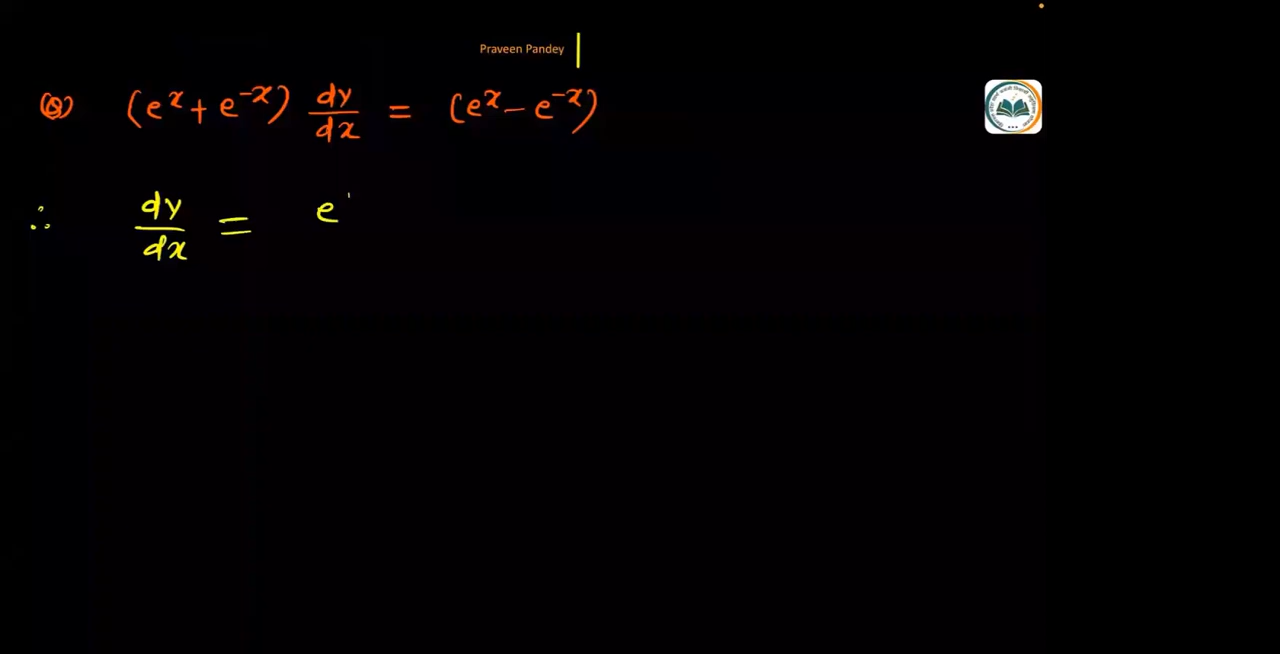 Praveen Pandey
Q) (e^x + e^-x) dy/dx = (e^x - e^-x)
∴ dy/dx = e